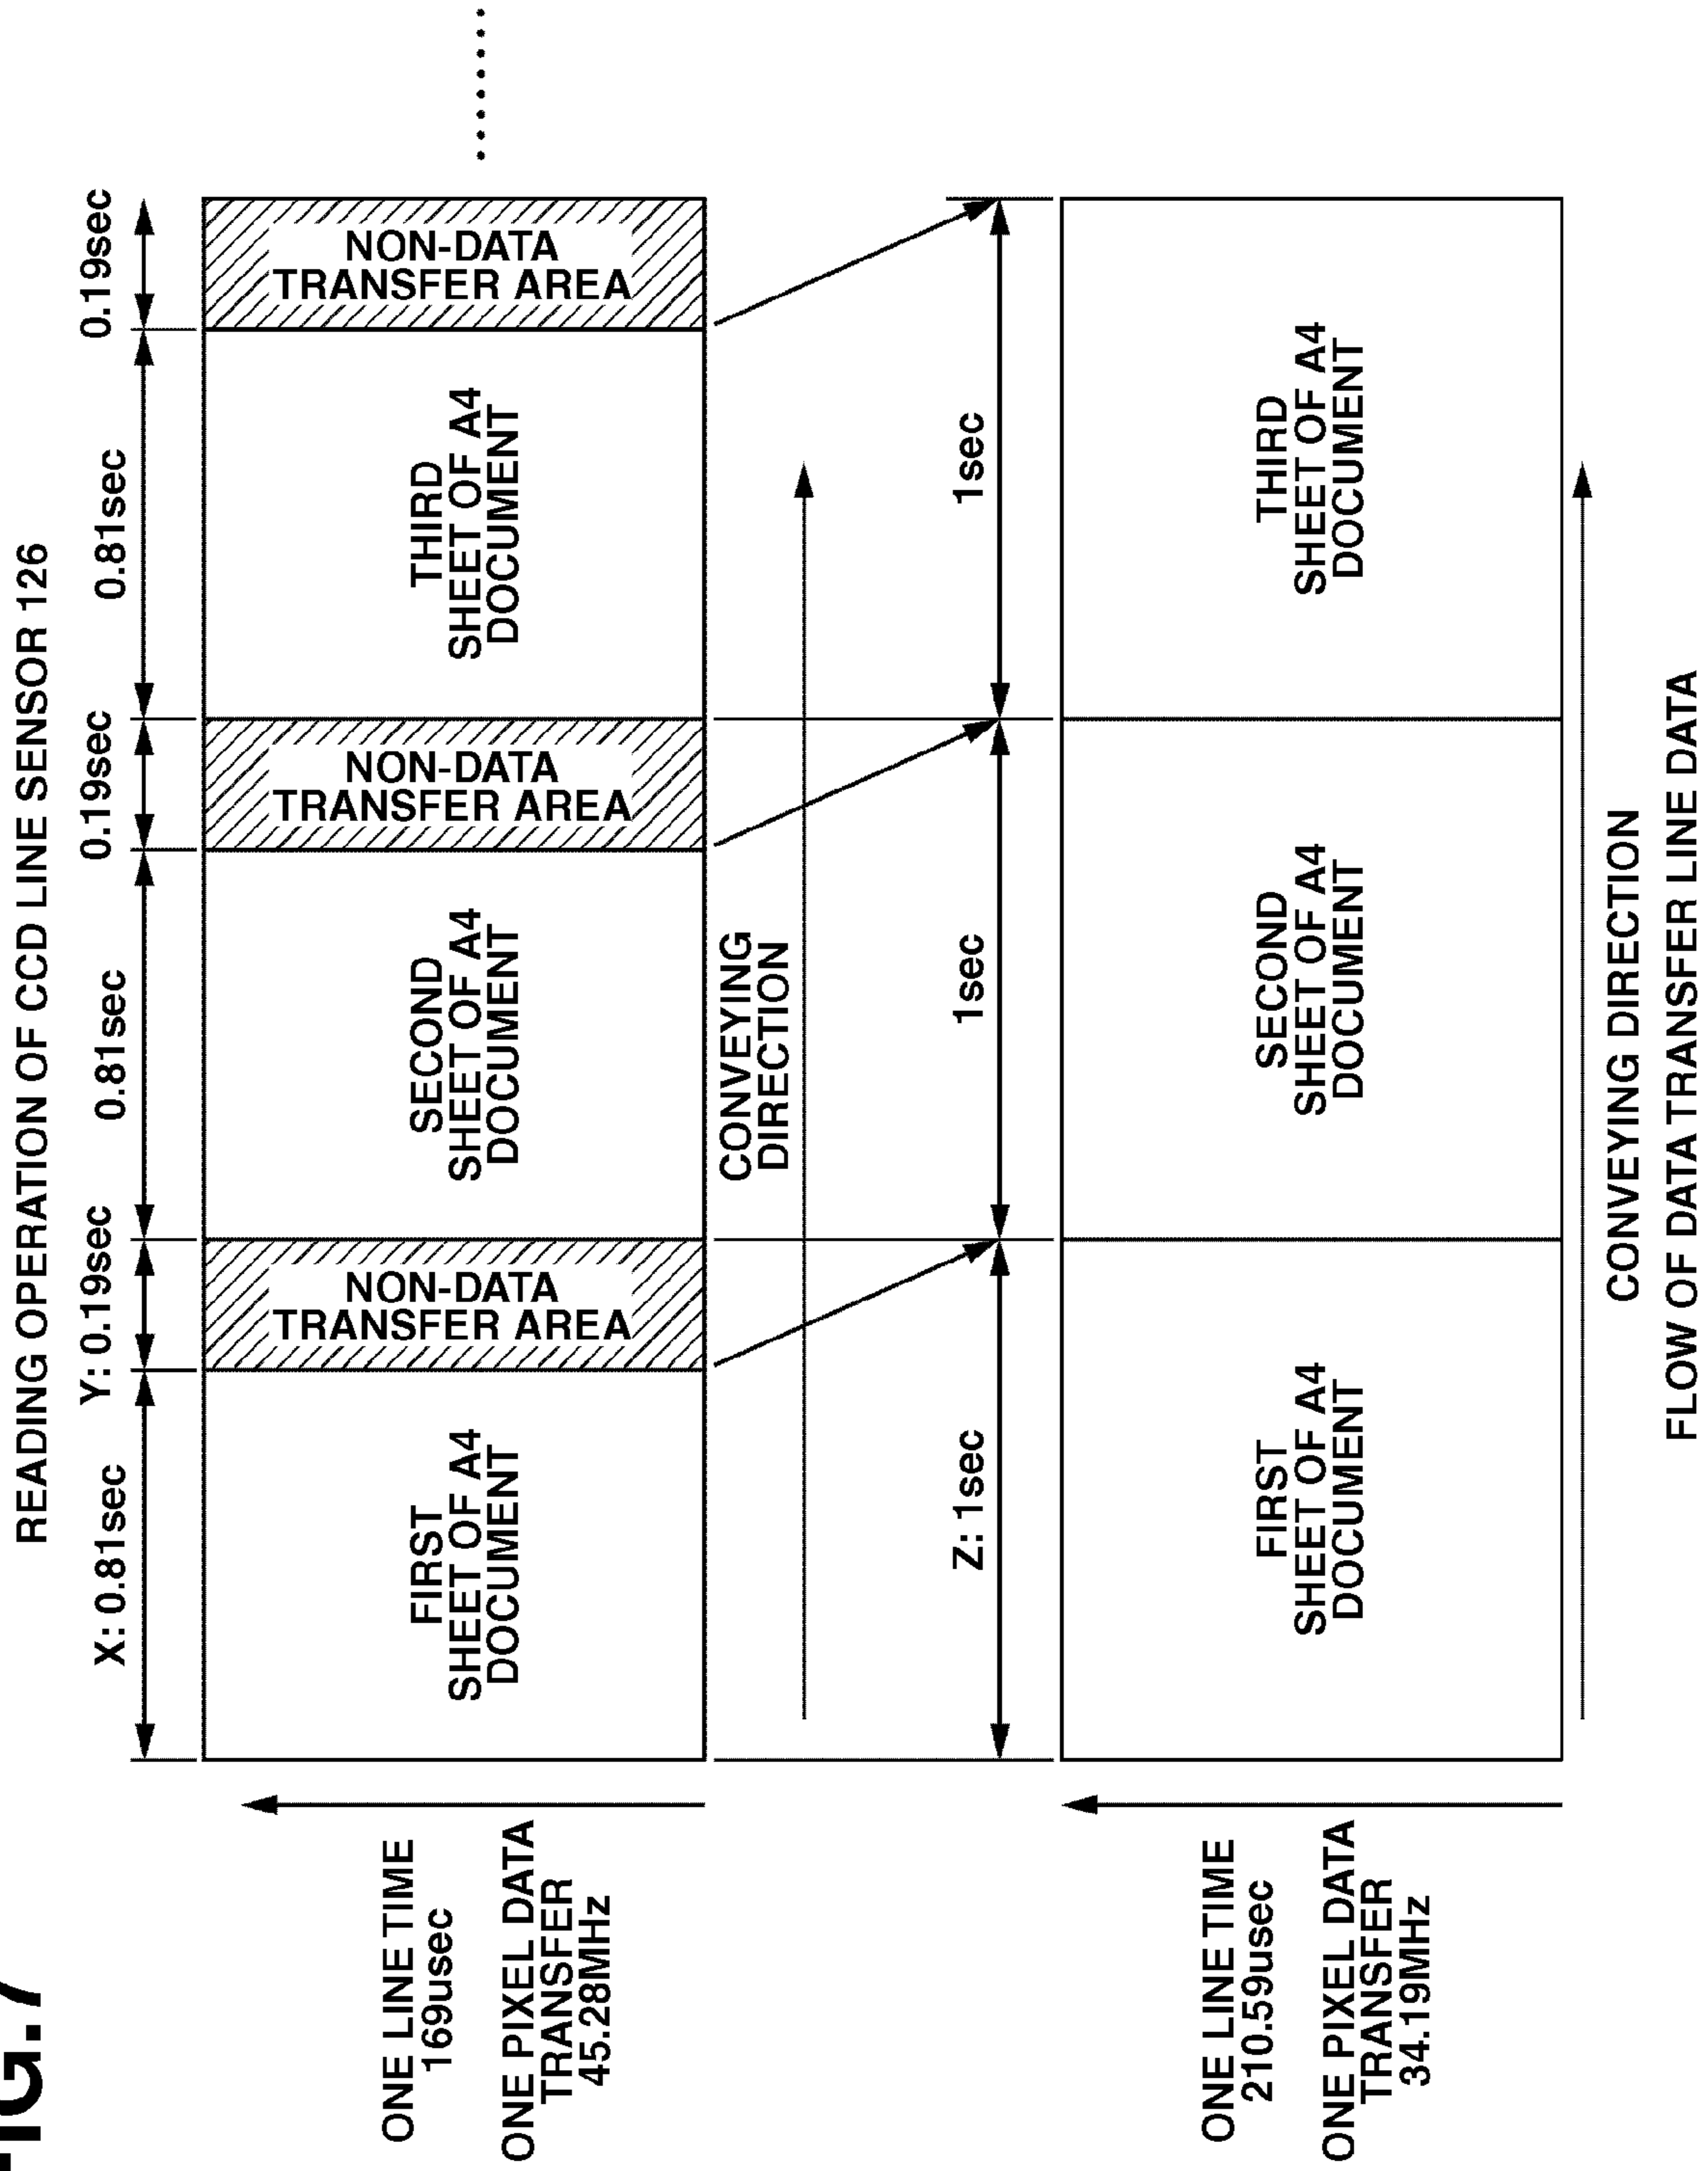 FIG.7
READING OPERATION OF CCD LINE SENSOR 126
X: 0.81sec
Y: 0.19sec
0.81sec
0.19sec
0.81sec
0.19sec
ONE LINE TIME
169usec
ONE PIXEL DATA
TRANSFER
45.28MHz
FIRST
SHEET OF A4
DOCUMENT
NON-DATA
TRANSFER AREA
SECOND
SHEET OF A4
DOCUMENT
NON-DATA
TRANSFER AREA
THIRD
SHEET OF A4
DOCUMENT
NON-DATA
TRANSFER AREA
.......
CONVEYING
DIRECTION
Z: 1sec
1sec
1sec
ONE LINE TIME
210.59usec
ONE PIXEL DATA
TRANSFER
34.19MHz
FIRST
SHEET OF A4
DOCUMENT
SECOND
SHEET OF A4
DOCUMENT
THIRD
SHEET OF A4
DOCUMENT
CONVEYING DIRECTION
FLOW OF DATA TRANSFER LINE DATA